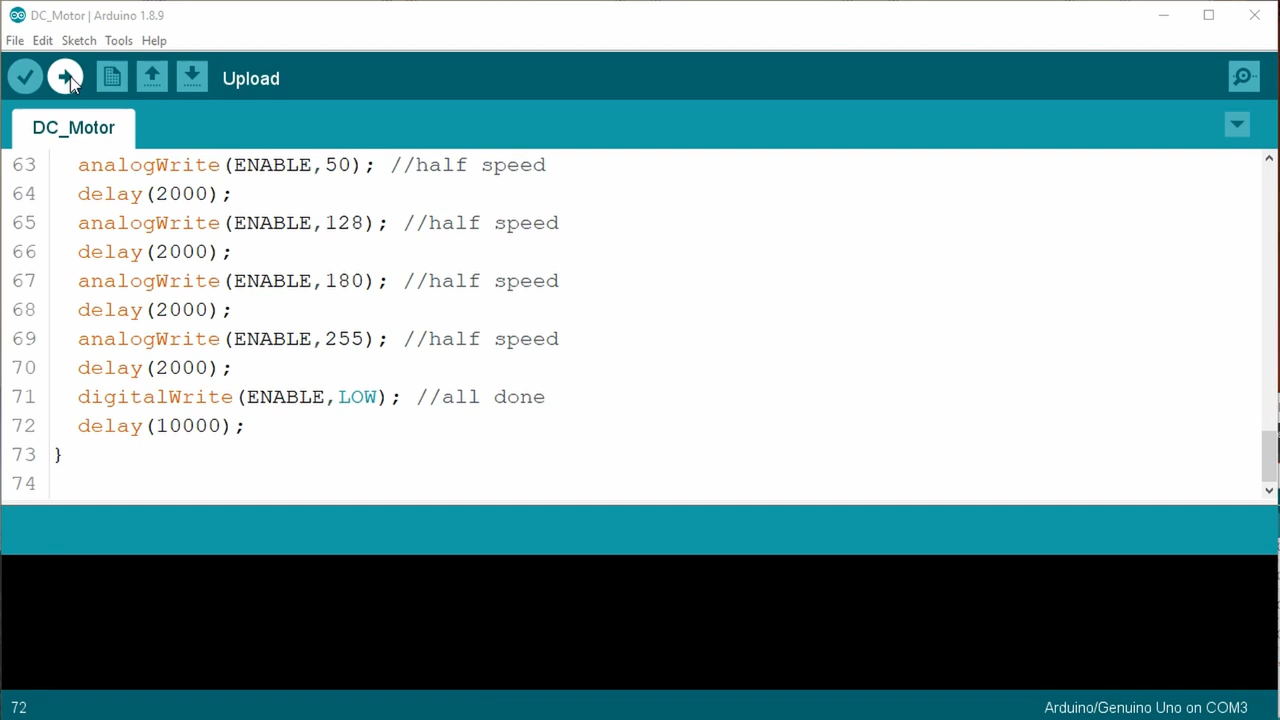 DC_Motor | Arduino 1.8.9
File Edit Sketch Tools Help
Upload
DC_Motor
63 analogWrite(ENABLE,50); //half speed
64 delay(2000);
65 analogWrite(ENABLE,128); //half speed
66 delay(2000);
67 analogWrite(ENABLE,180); //half speed
68 delay(2000);
69 analogWrite(ENABLE,255); //half speed
70 delay(2000);
71 digitalWrite(ENABLE,LOW); //all done
72 delay(10000);
73 }
74
72 Arduino/Genuino Uno on COM3